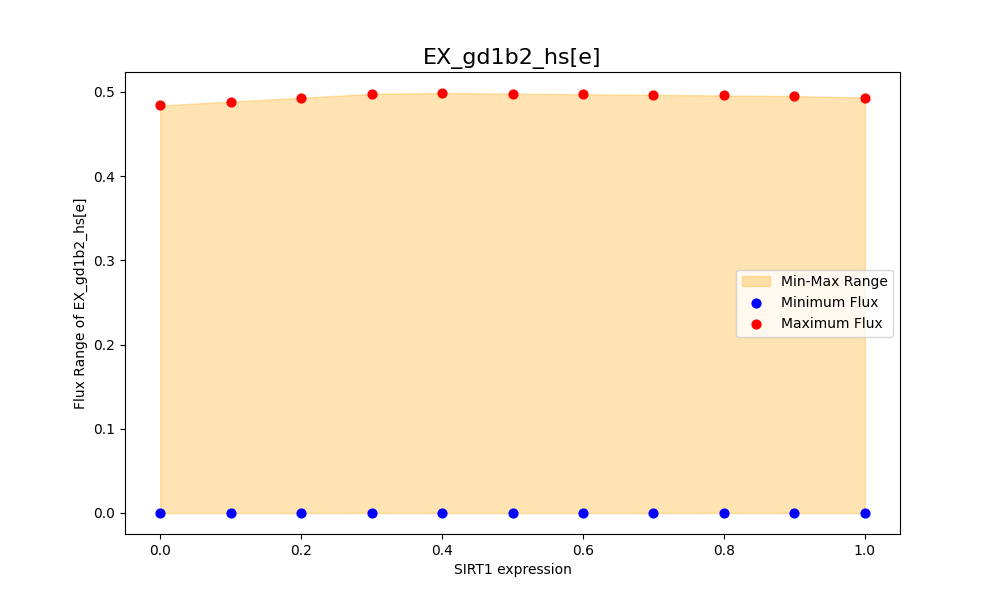 EX_gd1b2_hs[e]
Flux Range of EX_gd1b2_hs[e]
0.5
0.4
0.3
0.2
0.1
0.0
Min-Max Range
Minimum Flux
Maximum Flux
0.0 0.2 0.4 0.6 0.8 1.0
SIRT1 expression